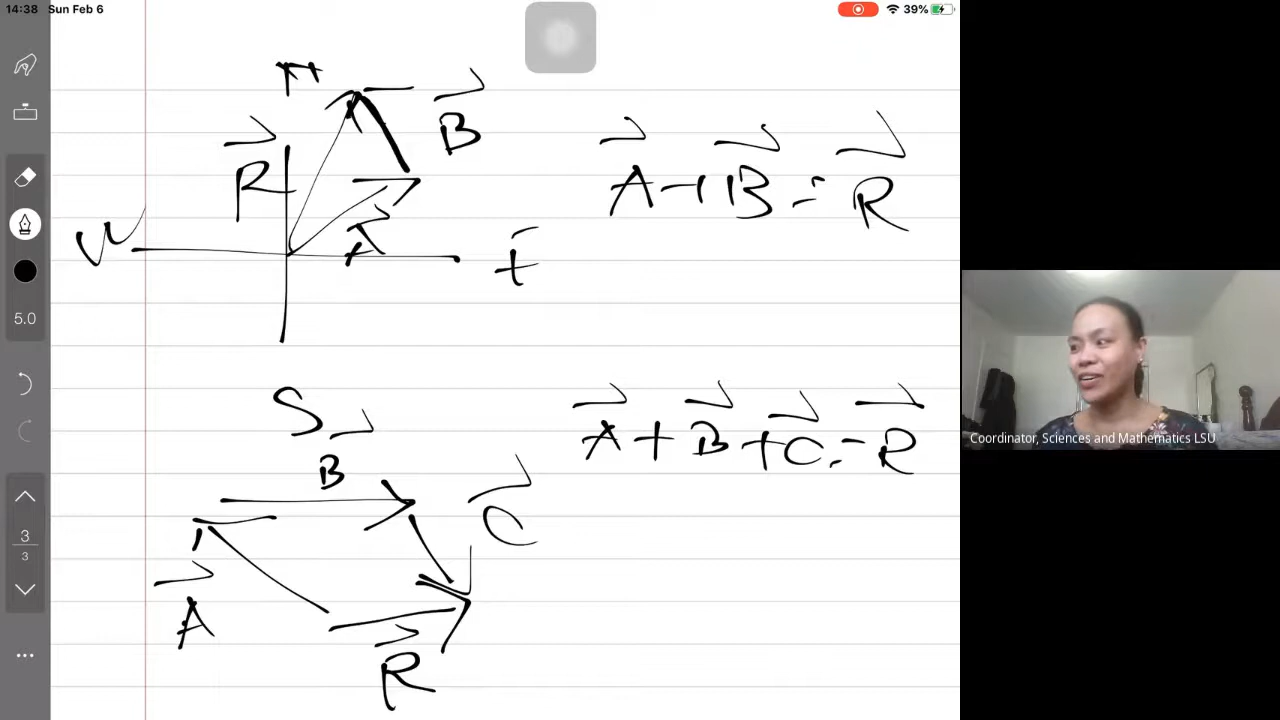 14:38 Sun Feb 6
39%
B
R
A + B = R
A
W
E
5.0
S
B
A + B + C = R
C
3
3
A
R
Coordinator, Sciences and Mathematics LSU